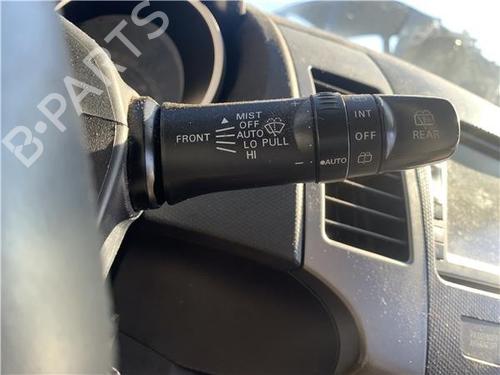 B-PARTS
MIST
OFF
FRONT AUTO
LO PULL
HI
INT
OFF
AUTO
REAR